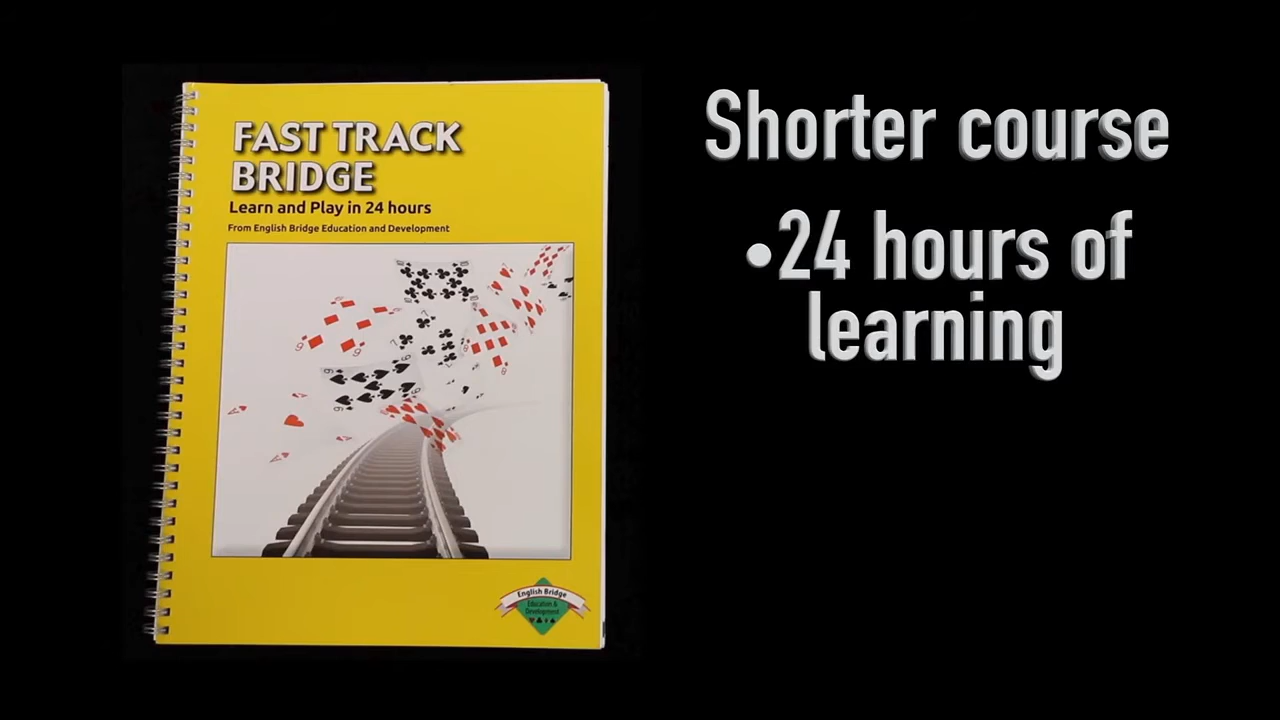 FAST TRACK
BRIDGE
Learn and Play in 24 hours
From English Bridge Education and Development
English Bridge
Education &
Development
Shorter course
•24 hours of
learning